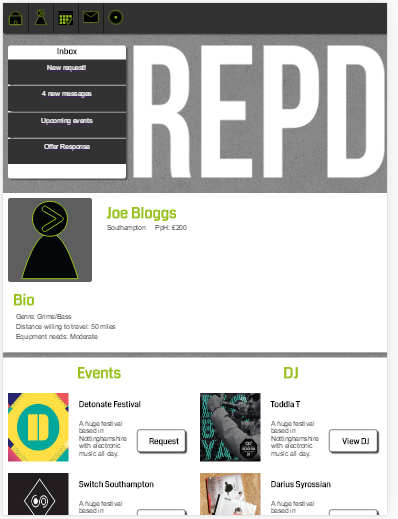 Inbox
New request!
4 new messages
Upcoming events
Offer Response
REPD
Joe Bloggs
Southampton PpH: £200
Bio
Genre: Grime/Bass
Distance willing to travel: 50 miles
Equipment needs: Moderate
Events
DJ
Detonate Festival
A huge festival
based in
Nottinghamshire
with electronic
music all day.
Request
Toddla T
A huge festival
based in
Nottinghamshire
with electronic
music all day.
View DJ
Switch Southampton
A huge festival
based in
Darius Syrossian
A huge festival
based in